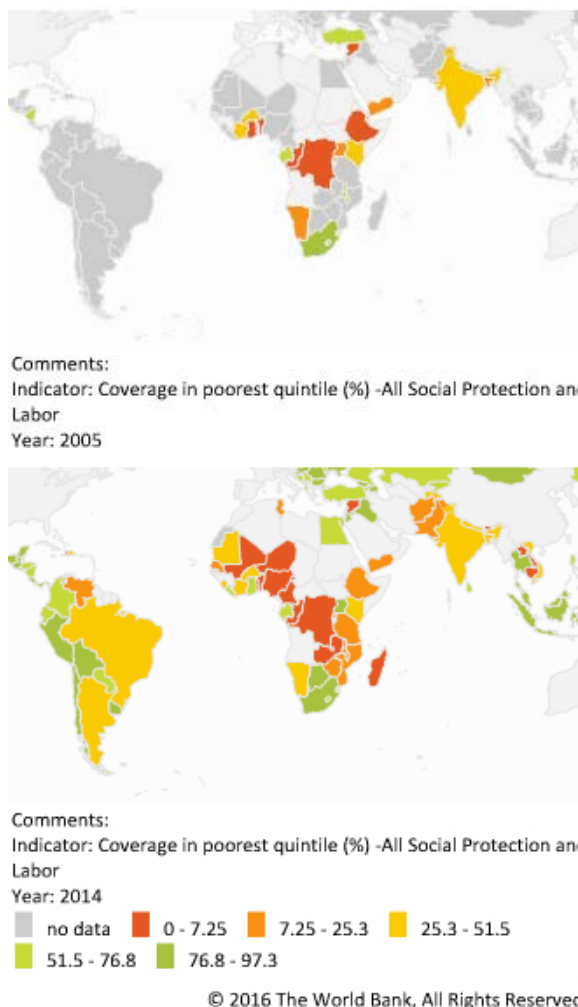 Comments:
Indicator: Coverage in poorest quintile (%) -All Social Protection an
Labor
Year: 2005
Comments:
Indicator: Coverage in poorest quintile (%) -All Social Protection an
Labor
Year: 2014
no data 0 - 7.25 7.25 - 25.3 25.3 - 51.5
51.5 - 76.8 76.8 - 97.3
© 2016 The World Bank, All Rights Reserved